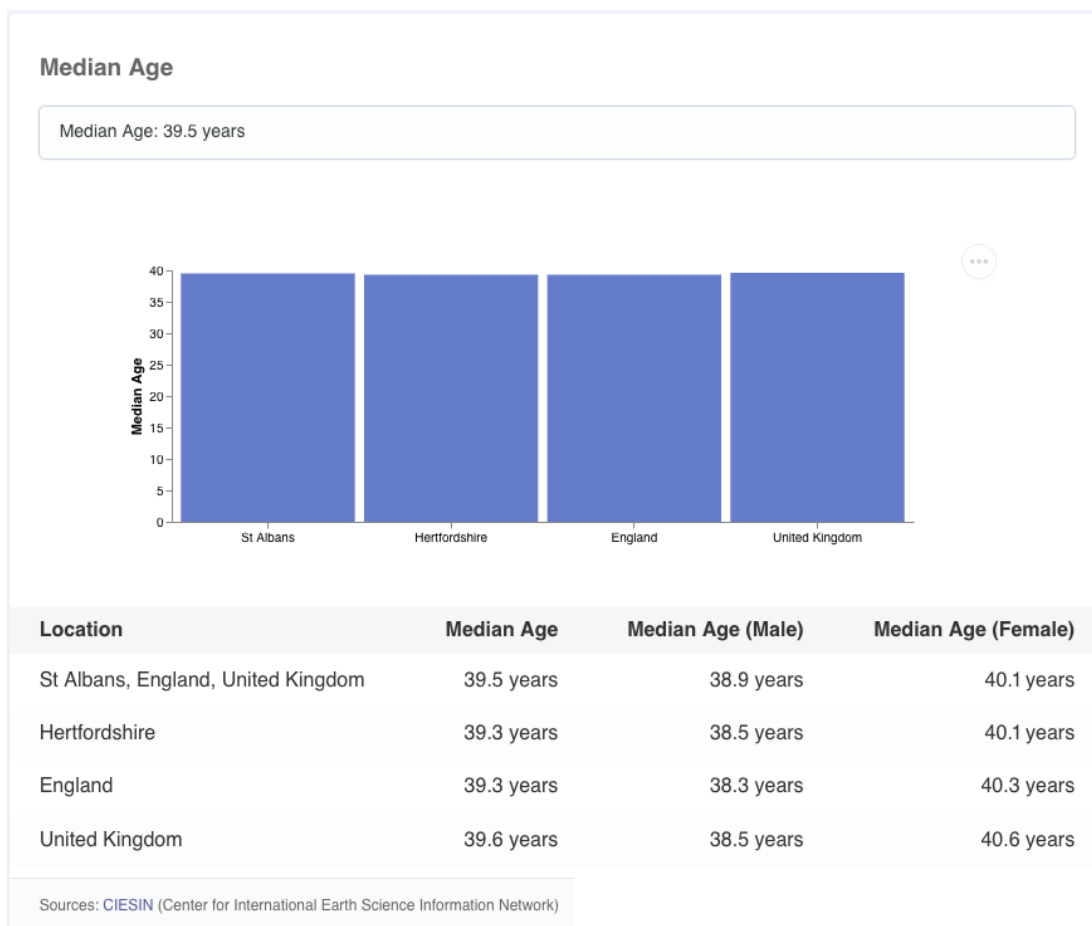 Median Age
Median Age: 39.5 years
•••
40
35
30
25
20
15
10
5
0
Median Age
St Albans Hertfordshire England United Kingdom
Location Median Age Median Age (Male) Median Age (Female)
St Albans, England, United Kingdom 39.5 years 38.9 years 40.1 years
Hertfordshire 39.3 years 38.5 years 40.1 years
England 39.3 years 38.3 years 40.3 years
United Kingdom 39.6 years 38.5 years 40.6 years
Sources: CIESIN (Center for International Earth Science Information Network)